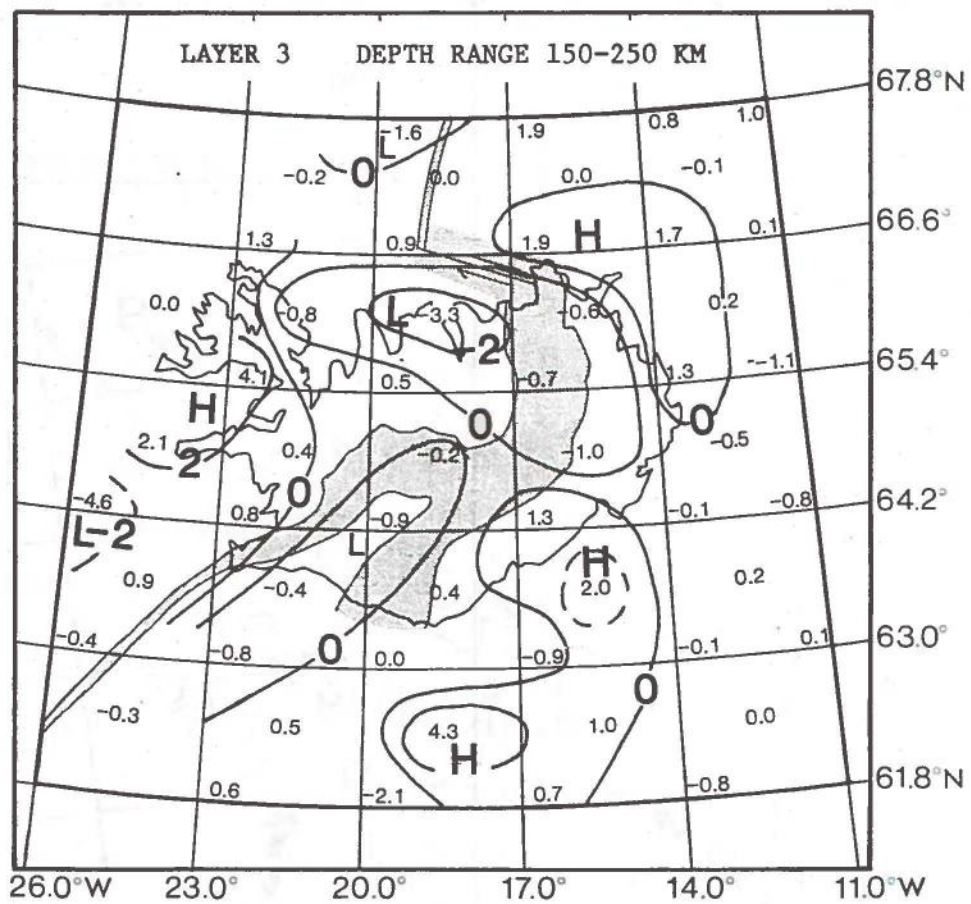 LAYER 3 DEPTH RANGE 150-250 KM
67.8°N
-1.6 1.9 0.8 1.0
L
0 -0.2 0.0 0.0 -0.1
66.6°
1.3 0.9 1.9 H 1.7 0.1
0.0 -0.8 L -3.3 -0.6 0.2
-2
65.4°
4.1 0.5 -0.7 1.3 -1.1
H 0 0 -0.5
2.1 2 0.4 -0.2 -1.0
64.2°
-4.6 0 0.8 -0.9 1.3 -0.1 -0.8
L-2 L H
0.9 -0.4 0.4 2.0 0.2
63.0°
-0.4 -0.8 0 0.0 -0.9 -0.1 0.1
0
-0.3 0.5 4.3 1.0 0.0
H
61.8°
0.6 -2.1 0.7 -0.8
26.0°W 23.0° 20.0° 17.0° 14.0° 11.0°W